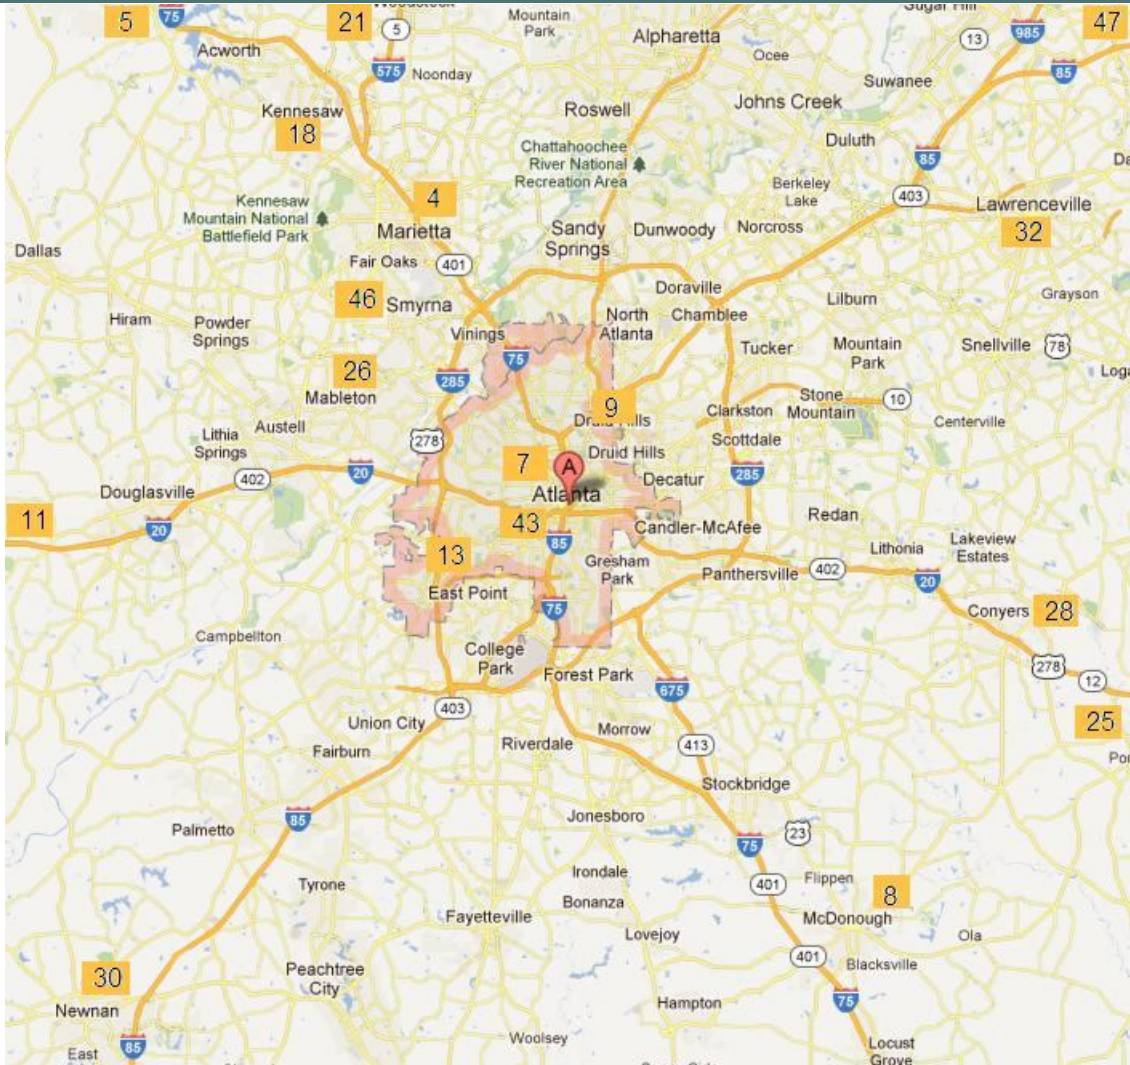 5
75
21
5
Mountain
Park
Alpharetta
Sugar Hill
13
985
47
Acworth
575
Noonday
Ocee
85
Suwanee
Kennesaw
18
Roswell
Johns Creek
Duluth
Chattahoochee
River National
Recreation Area
85
Berkeley
Lake
403
Lawrenceville
32
Kennesaw
Mountain National
Battlefield Park
4
Marietta
Sandy
Springs
Dunwoody
Norcross
Dallas
Fair Oaks
401
Doraville
46
Smyrna
Lilburn
Grayson
Hiram
Powder
Springs
Vinings
North
Atlanta
Chamblee
75
Tucker
Mountain
Park
Snellville
78
26
Mableton
285
9
Druid Hills
Clarkston
Stone
Mountain
10
Centerville
Lithia
Springs
Austell
278
Scottdale
Druid Hills
7
A
Atlanta
Decatur
285
20
402
Douglasville
11
20
43
85
Candler-McAfee
Redan
Lakeview
Estates
Lithonia
13
East Point
Gresham
Park
Panthersville
402
20
75
Conyers
28
Campbellton
College
Park
Forest Park
278
12
25
675
403
Union City
Fairburn
Riverdale
Morrow
413
Stockbridge
85
Palmetto
Jonesboro
23
75
Tyrone
Irondale
Bonanza
401
Flippen
8
McDonough
Fayetteville
Lovejoy
Ola
401
Blacksville
30
Newnan
Peachtree
City
Hampton
75
85
East
Woolsey
Locust
Grove